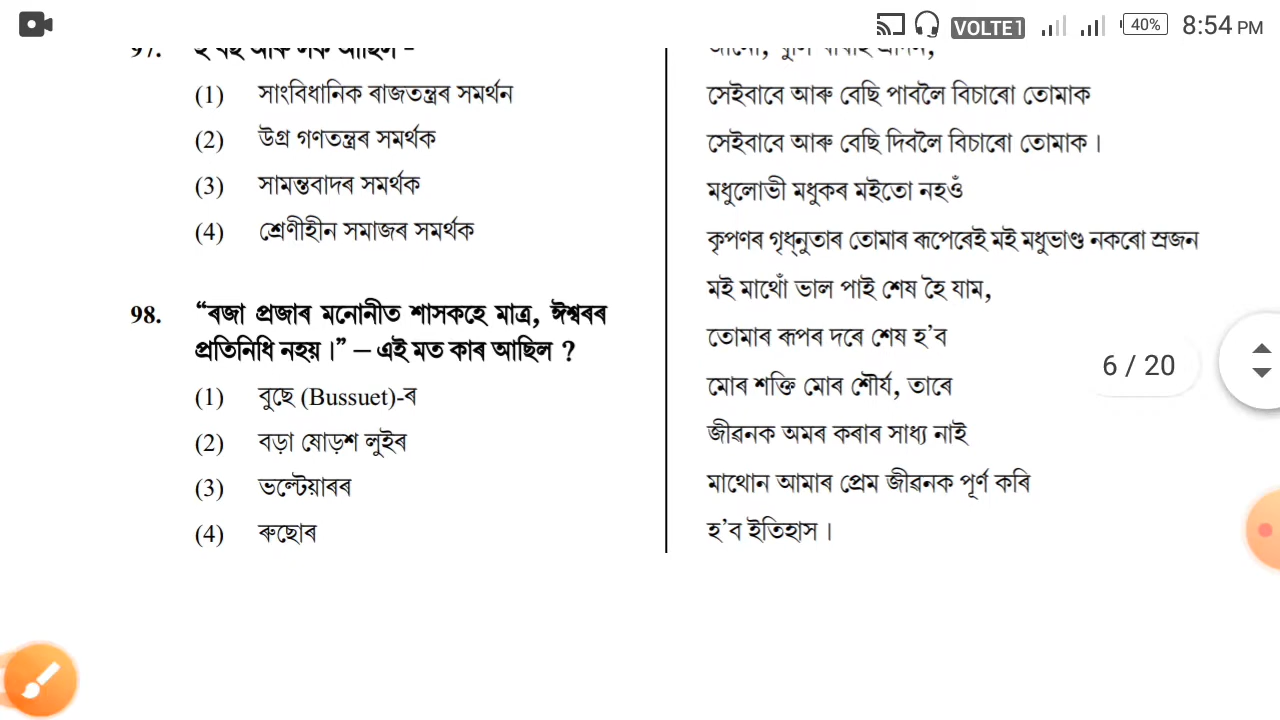 VOLTE1
40%
8:54 PM
97.
(1) সাংবিধানিক ৰাজতন্ত্ৰৰ সমৰ্থন
(2) উগ্ৰ গণতন্ত্ৰৰ সমৰ্থক
(3) সামন্তবাদৰ সমৰ্থক
(4) শ্ৰেণীহীন সমাজৰ সমৰ্থক
98. “ৰজা প্ৰজাৰ মনোনীত শাসকহে মাত্ৰ, ঈশ্বৰৰ
প্ৰতিনিধি নহয়।” – এই মত কাৰ আছিল ?
(1) বুছে (Bussuet)-ৰ
(2) বড়া ষোড়শ লুইৰ
(3) ভল্টেয়াৰৰ
(4) ৰুছোৰ
সেইবাবে আৰু বেছি পাবলৈ বিচাৰো তোমাক
সেইবাবে আৰু বেছি দিবলৈ বিচাৰো তোমাক।
মধুলোভী মধুকৰ মইতো নহওঁ
কৃপণৰ গৃধ্নুতাৰ তোমাৰ ৰূপেৰেই মই মধুভাণ্ড নকৰো স্ৰজন
মই মাথোঁ ভাল পাই শেষ হৈ যাম,
তোমাৰ ৰূপৰ দৰে শেষ হ’ব
মোৰ শক্তি মোৰ শৌৰ্য, তাৰে
জীৱনক অমৰ কৰাৰ সাধ্য নাই
মাথোন আমাৰ প্ৰেম জীৱনক পূৰ্ণ কৰি
হ’ব ইতিহাস।
6 / 20